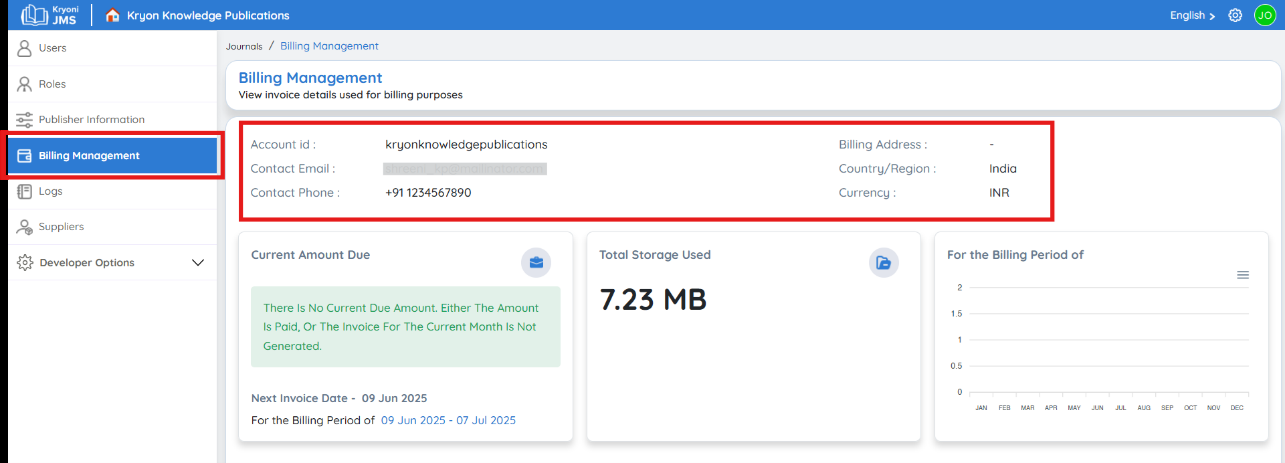 Kryoni JMS
Kryon Knowledge Publications
English >
JO
Users
Roles
Publisher Information
Billing Management
Logs
Suppliers
Developer Options
Journals / Billing Management
Billing Management
View invoice details used for billing purposes
Account id : kryonknowledgepublications
Contact Email :
Contact Phone : +91 1234567890
Billing Address : -
Country/Region : India
Currency : INR
Current Amount Due
There Is No Current Due Amount. Either The Amount
Is Paid, Or The Invoice For The Current Month Is Not
Generated.
Next Invoice Date - 09 Jun 2025
For the Billing Period of 09 Jun 2025 - 07 Jul 2025
Total Storage Used
7.23 MB
For the Billing Period of
2
1.5
1
0.5
0
JAN FEB MAR APR MAY JUN JUL AUG SEP OCT NOV DEC